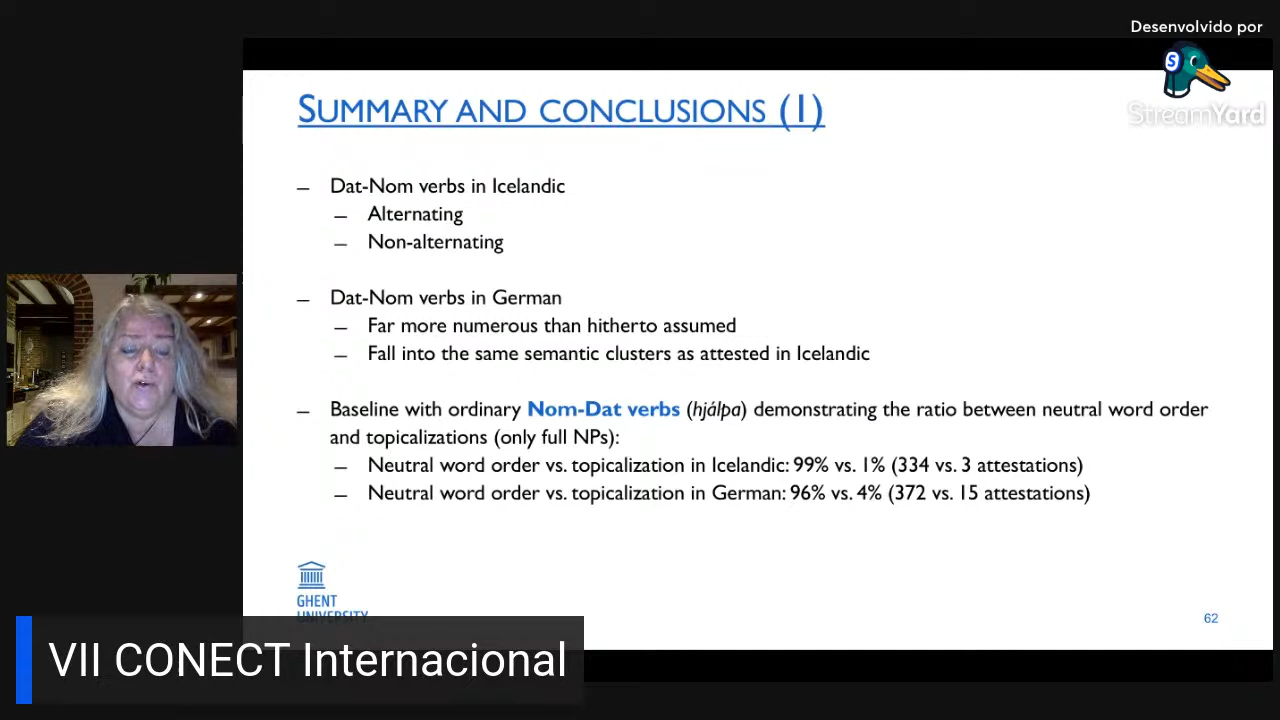 Desenvolvido por
StreamYard
SUMMARY AND CONCLUSIONS (1)
– Dat-Nom verbs in Icelandic
– Alternating
– Non-alternating
– Dat-Nom verbs in German
– Far more numerous than hitherto assumed
– Fall into the same semantic clusters as attested in Icelandic
– Baseline with ordinary Nom-Dat verbs (hjálpa) demonstrating the ratio between neutral word order
and topicalizations (only full NPs):
– Neutral word order vs. topicalization in Icelandic: 99% vs. 1% (334 vs. 3 attestations)
– Neutral word order vs. topicalization in German: 96% vs. 4% (372 vs. 15 attestations)
GHENT
UNIVERSITY
62
VII CONECT Internacional